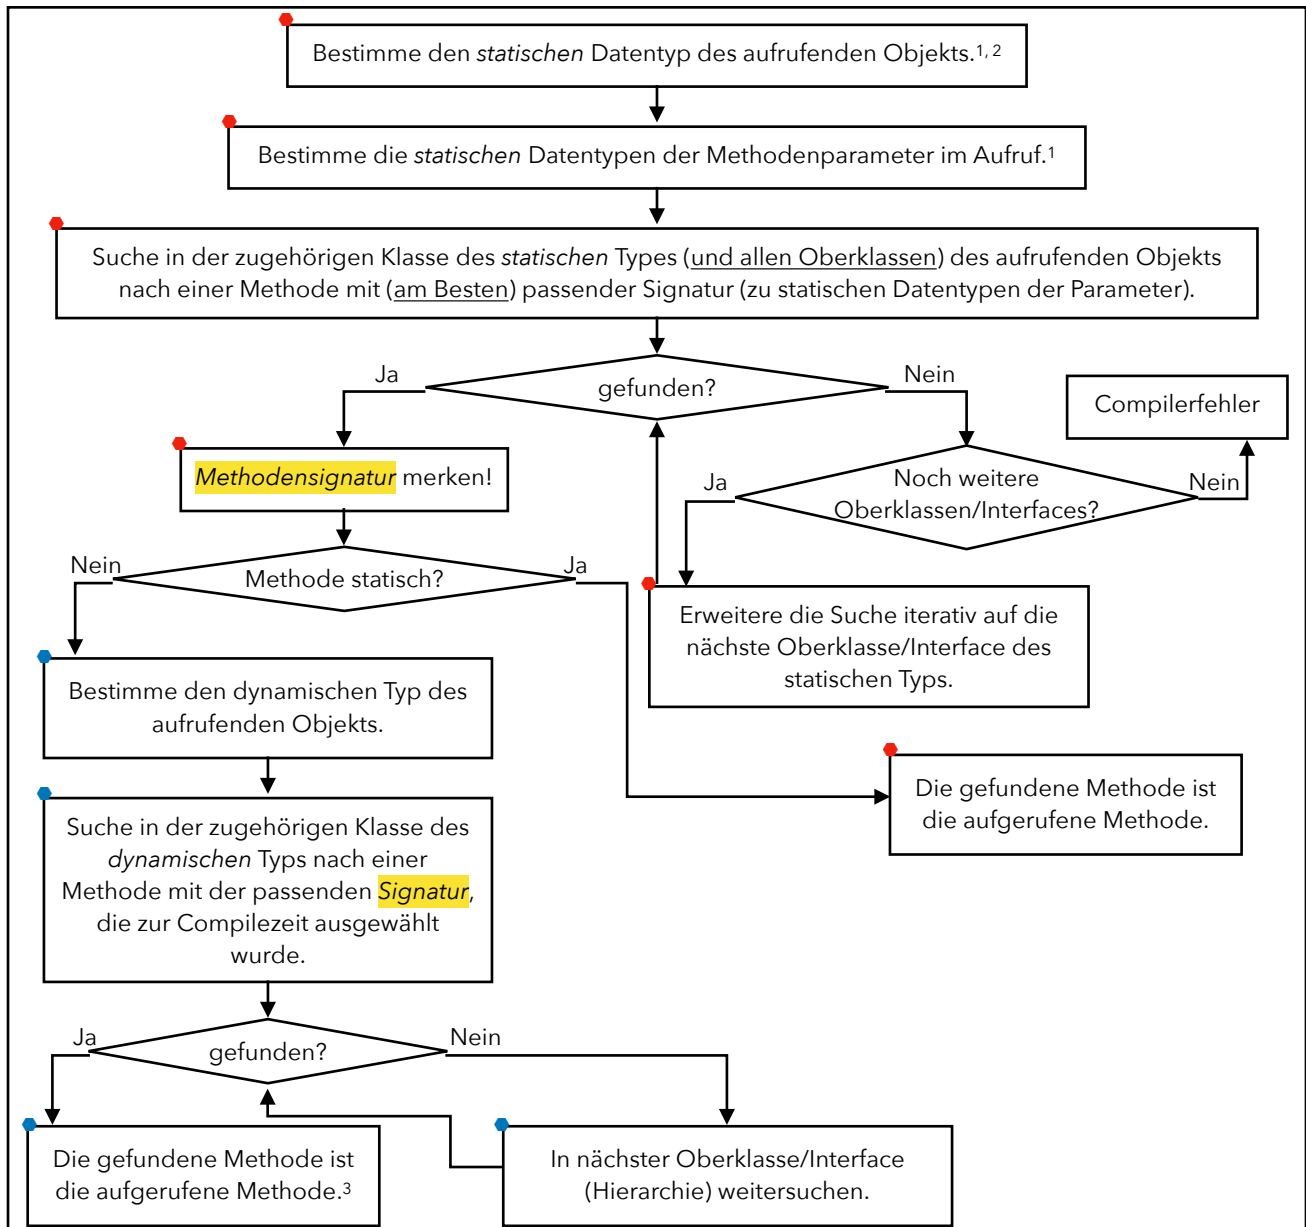 Bestimme den statischen Datentyp des aufrufenden Objekts.1, 2
Bestimme die statischen Datentypen der Methodenparameter im Aufruf.1
Suche in der zugehörigen Klasse des statischen Types (und allen Oberklassen) des aufrufenden Objekts
nach einer Methode mit (am Besten) passender Signatur (zu statischen Datentypen der Parameter).
Ja
gefunden?
Nein
Compilerfehler
Methodensignatur merken!
Ja
Noch weitere
Oberklassen/Interfaces?
Nein
Nein
Methode statisch?
Ja
Erweitere die Suche iterativ auf die
nächste Oberklasse/Interface des
statischen Typs.
Bestimme den dynamischen Typ des
aufrufenden Objekts.
Die gefundene Methode ist
die aufgerufene Methode.
Suche in der zugehörigen Klasse des
dynamischen Typs nach einer
Methode mit der passenden Signatur,
die zur Compilezeit ausgewählt
wurde.
Ja
gefunden?
Nein
Die gefundene Methode ist
die aufgerufene Methode.3
In nächster Oberklasse/Interface
(Hierarchie) weitersuchen.